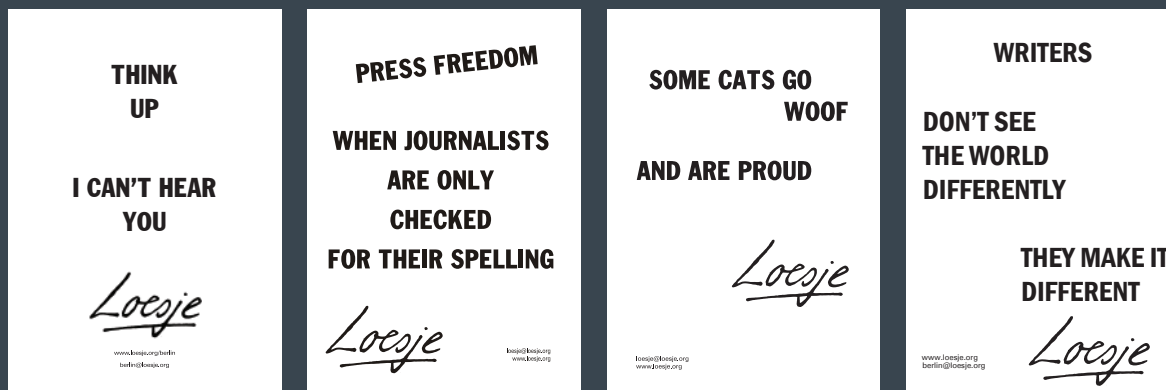 THINK
UP
I CAN'T HEAR
YOU
Loesje
www.loesje.org/berlin
berlin@loesje.org
PRESS FREEDOM
WHEN JOURNALISTS
ARE ONLY
CHECKED
FOR THEIR SPELLING
Loesje
loesje@loesje.org
www.loesje.org
SOME CATS GO
WOOF
AND ARE PROUD
Loesje
loesje@loesje.org
www.loesje.org
WRITERS
DON'T SEE
THE WORLD
DIFFERENTLY
THEY MAKE IT
DIFFERENT
Loesje
www.loesje.org
berlin@loesje.org